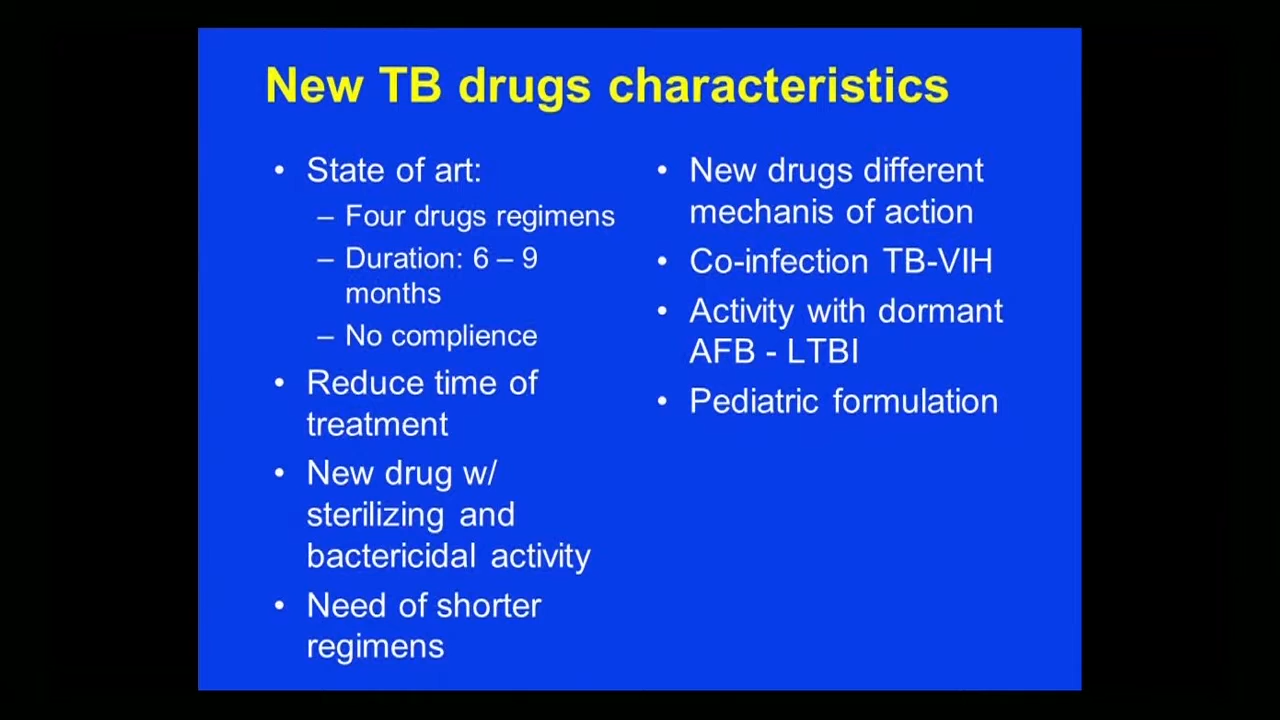 New TB drugs characteristics
• State of art:
– Four drugs regimens
– Duration: 6 – 9
months
– No complience
• Reduce time of
treatment
• New drug w/
sterilizing and
bactericidal activity
• Need of shorter
regimens
• New drugs different
mechanis of action
• Co-infection TB-VIH
• Activity with dormant
AFB - LTBI
• Pediatric formulation